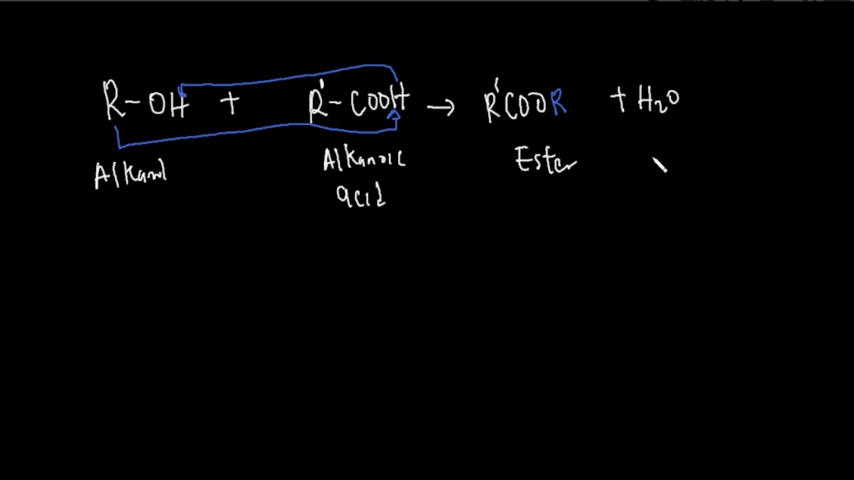 R-OH + R'-COOH → R'COOR + H₂O
Alkanol Alkanoic Ester
acid